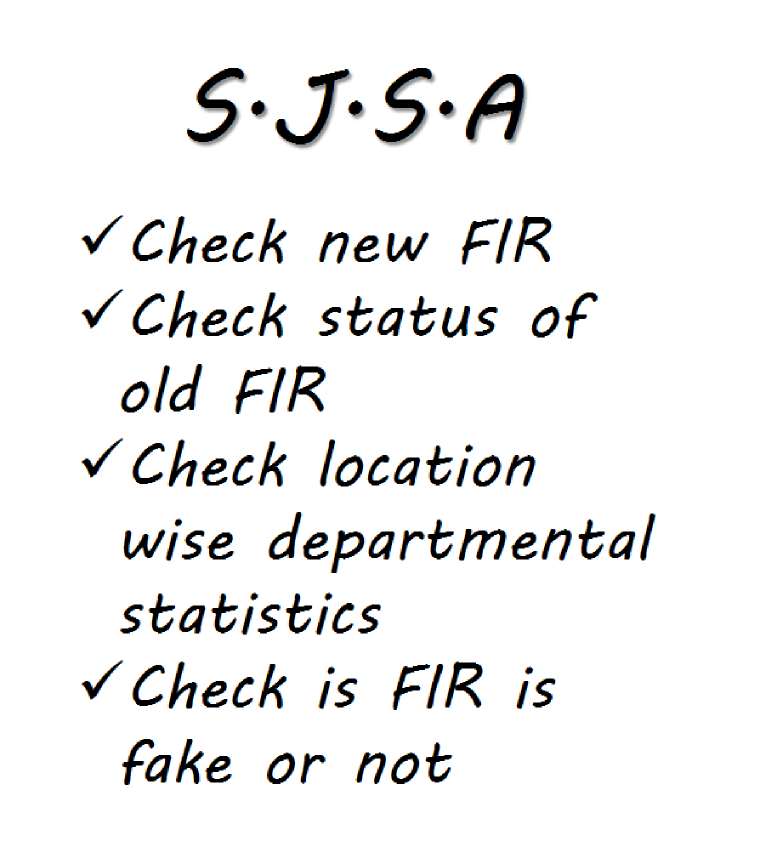 S·J·S·A
✓Check new FIR
✓Check status of
old FIR
✓Check location
wise departmental
statistics
✓Check is FIR is
fake or not